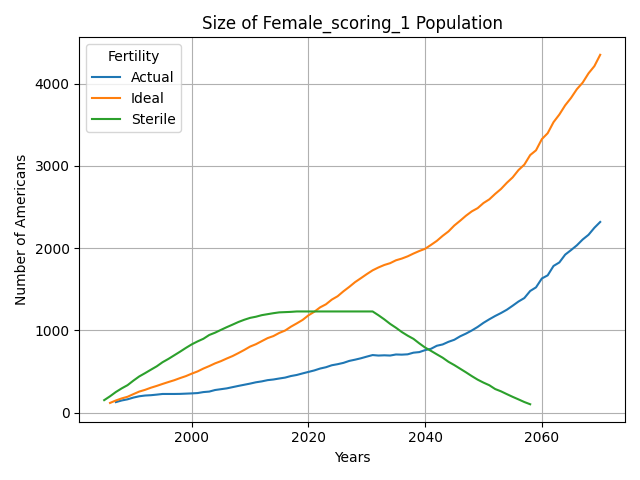 Size of Female_scoring_1 Population
Fertility
Actual
Ideal
Sterile
Number of Americans
4000
3000
2000
1000
0
2000
2020
2040
2060
Years